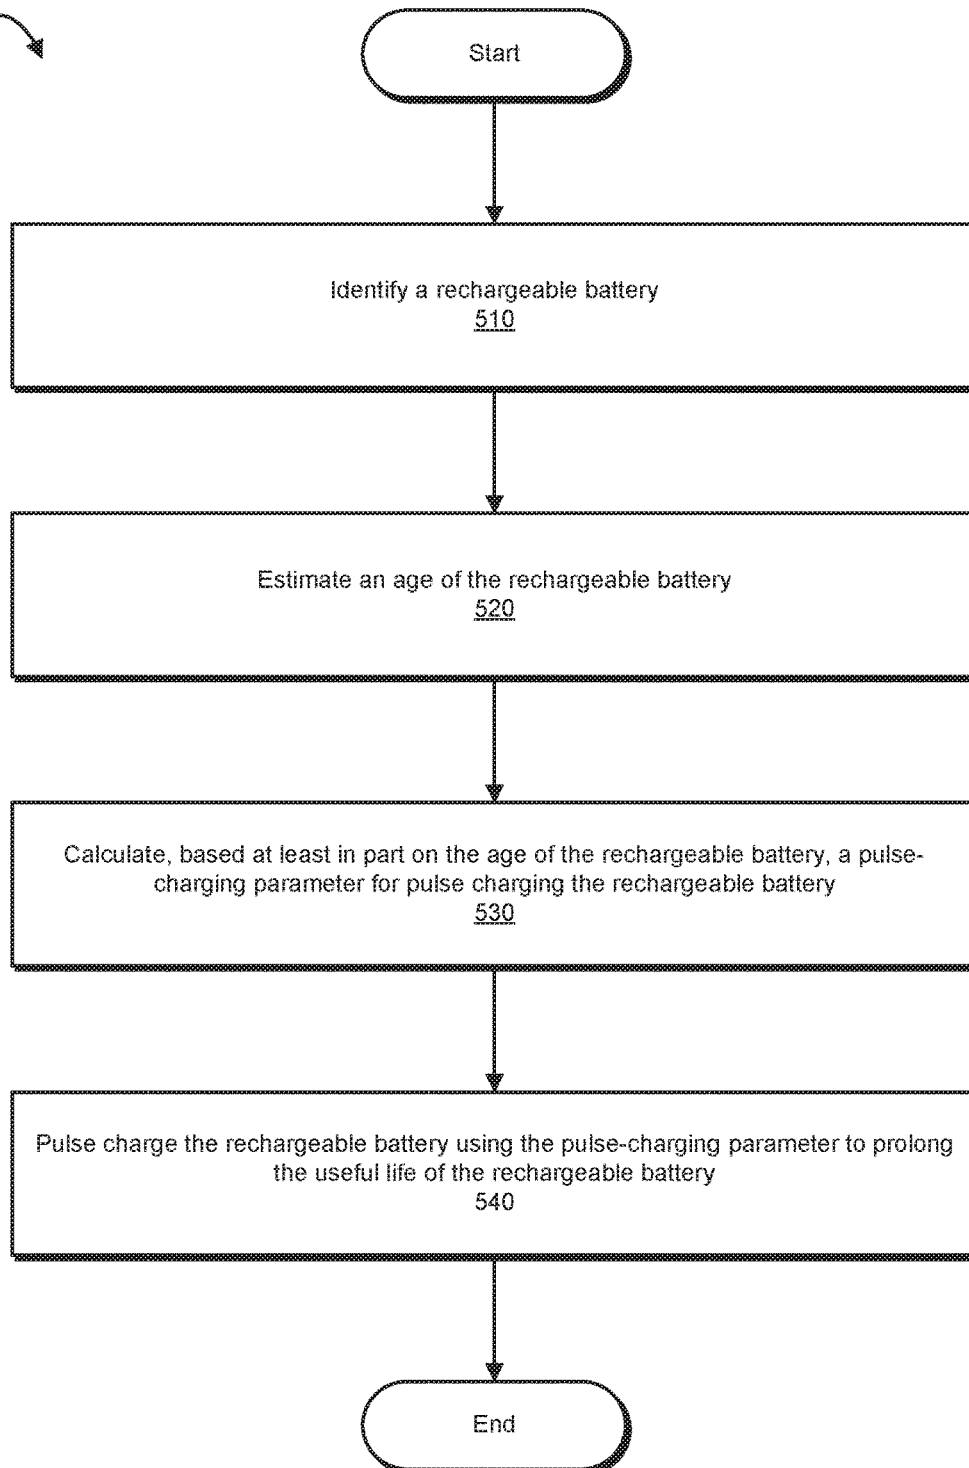 Start
Identify a rechargeable battery
510
Estimate an age of the rechargeable battery
520
Calculate, based at least in part on the age of the rechargeable battery, a pulse-
charging parameter for pulse charging the rechargeable battery
530
Pulse charge the rechargeable battery using the pulse-charging parameter to prolong
the useful life of the rechargeable battery
540
End